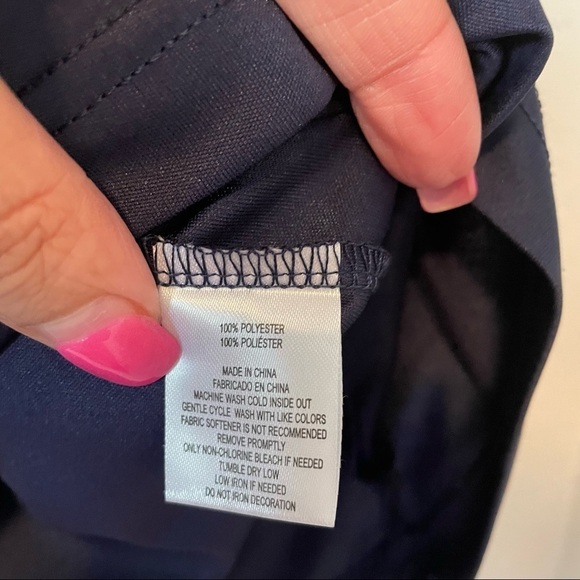 100% POLYESTER
100% POLIÉSTER
MADE IN CHINA
FABRICADO EN CHINA
MACHINE WASH COLD INSIDE OUT
GENTLE CYCLE WASH WITH LIKE COLORS
FABRIC SOFTENER IS NOT RECOMMENDED
REMOVE PROMPTLY
ONLY NON-CHLORINE BLEACH IF NEEDED
TUMBLE DRY LOW
LOW IRON IF NEEDED
DO NOT IRON DECORATION